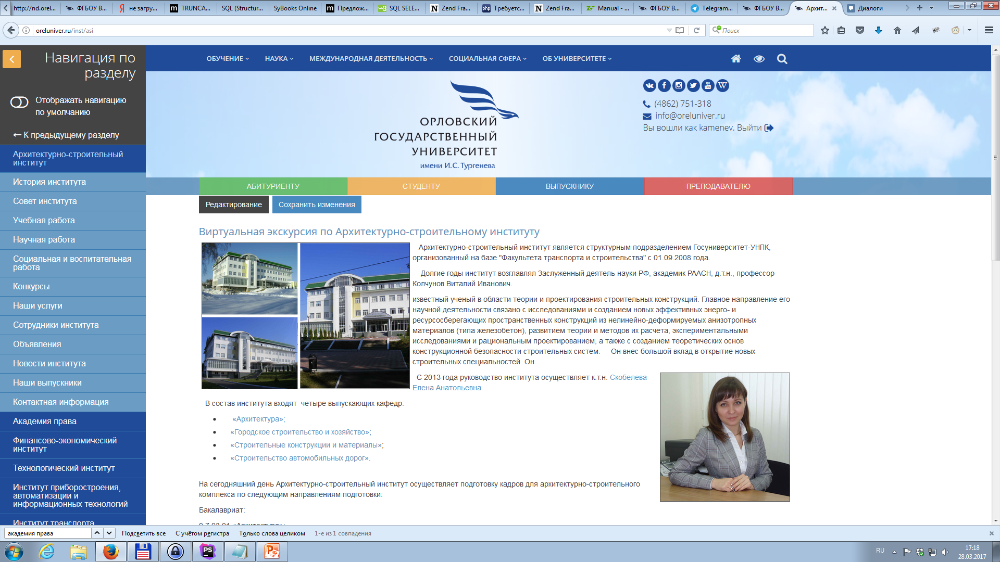 http://nd.orel...
ФГБОУ В...
не загру...
TRUNCA...
SQL (Structur...
SyBooks Online
Предлож...
SQL SELE...
Zend Fra...
Требуетс...
Zend Fra...
Manual - ...
ФГБОУ В...
Telegram...
ФГБОУ В...
Архит...
Диалоги
oreluniver.ru/inst/asi
Поиск
Навигация по
разделу
Отображать навигацию
по умолчанию
К предыдущему разделу
Архитектурно-строительный
институт
История института
Совет института
Учебная работа
Научная работа
Социальная и воспитательная
работа
Конкурсы
Наши услуги
Сотрудники института
Объявления
Новости института
Наши выпускники
Контактная информация
Академия права
Финансово-экономический
институт
Технологический институт
Институт приборостроения,
автоматизации и
информационных технологий
Институт транспорта
ОБУЧЕНИЕ
НАУКА
МЕЖДУНАРОДНАЯ ДЕЯТЕЛЬНОСТЬ
СОЦИАЛЬНАЯ СФЕРА
ОБ УНИВЕРСИТЕТЕ
ОРЛОВСКИЙ
ГОСУДАРСТВЕННЫЙ
УНИВЕРСИТЕТ
имени И.С. Тургенева
(4862) 751-318
info@oreluniver.ru
Вы вошли как kamenev. Выйти
АБИТУРИЕНТУ
СТУДЕНТУ
ВЫПУСКНИКУ
ПРЕПОДАВАТЕЛЮ
Редактирование
Сохранить изменения
Виртуальная экскурсия по Архитектурно-строительному институту
Архитектурно-строительный институт является структурным подразделением Госуниверситет-УНПК,
организованный на базе "Факультета транспорта и строительства" с 01.09.2008 года.
Долгие годы институт возглавлял Заслуженный деятель науки РФ, академик РААСН, д.т.н., профессор
Колчунов Виталий Иванович.
известный ученый в области теории и проектирования строительных конструкций. Главное направление его
научной деятельности связано с исследованиями и созданием новых эффективных энерго- и
ресурсосберегающих пространственных конструкций из нелинейно-деформируемых анизотропных
материалов (типа железобетон), развитием теории и методов их расчета, экспериментальными
исследованиями и рациональным проектированием, а также с созданием теоретических основ
конструкционной безопасности строительных систем. Он внес большой вклад в открытие новых
строительных специальностей. Он
С 2013 года руководство института осуществляет к.т.н. Скобелева
Елена Анатольевна
В состав института входят четыре выпускающих кафедр:
• «Архитектура»;
• «Городское строительство и хозяйство»;
• «Строительные конструкции и материалы»;
• «Строительство автомобильных дорог».
На сегодняшний день Архитектурно-строительный институт осуществляет подготовку кадров для архитектурно-строительного
комплекса по следующим направлениям подготовки:
Бакалавриат:
0.7.03.01 «Архитектура»;
академия права
Подсветить все
С учётом регистра
Только слова целиком
1-е из 1 совпадения
RU
17:18
28.03.2017